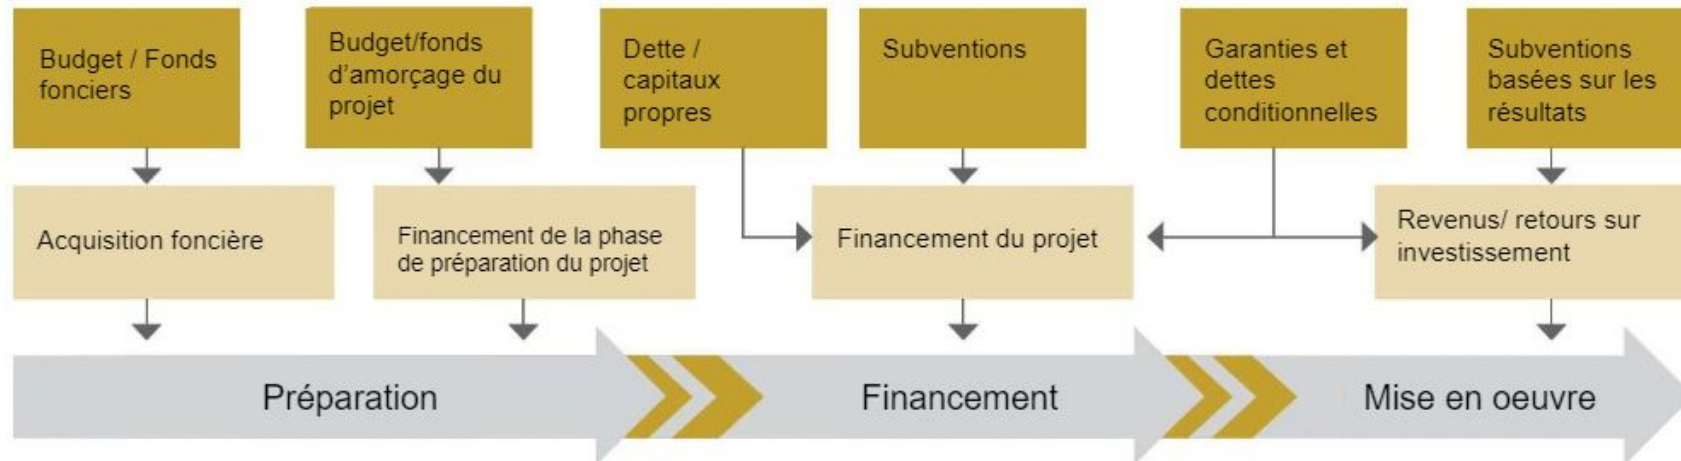 Budget / Fonds
fonciers
Budget/fonds
d'amorçage du
projet
Dette /
capitaux
propres
Subventions
Garanties et
dettes
conditionnelles
Subventions
basées sur les
résultats
Acquisition foncière
Financement de la phase
de préparation du projet
Financement du projet
Revenus/ retours sur
investissement
Préparation
Financement
Mise en oeuvre